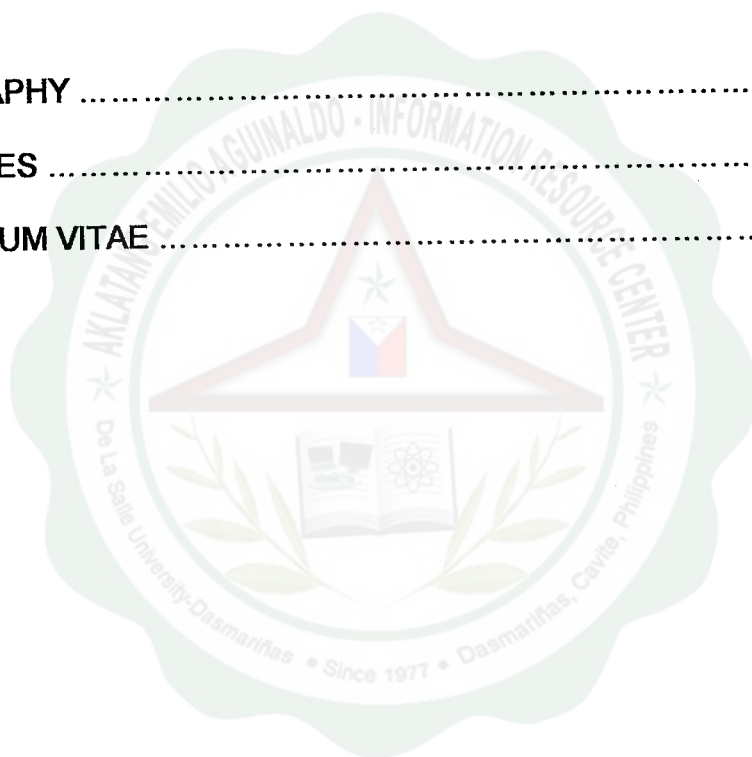 APHY ........................................................................
ES ........................................................................
UM VITAE ........................................................................
AKLATANG EMILIO AGUINALDO - INFORMATION RESOURCE CENTER
De La Salle University-Dasmariñas • Since 1977 • Dasmariñas, Cavite, Philippines